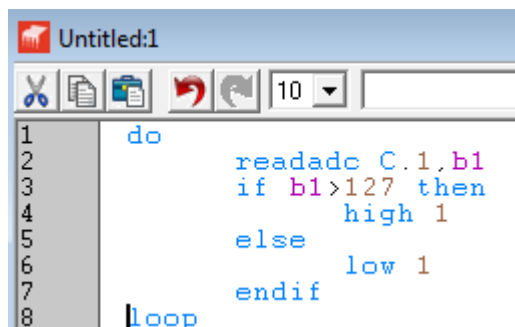 Untitled:1
10
1 do
2 readadc C.1,b1
3 if b1>127 then
4 high 1
5 else
6 low 1
7 endif
8 loop